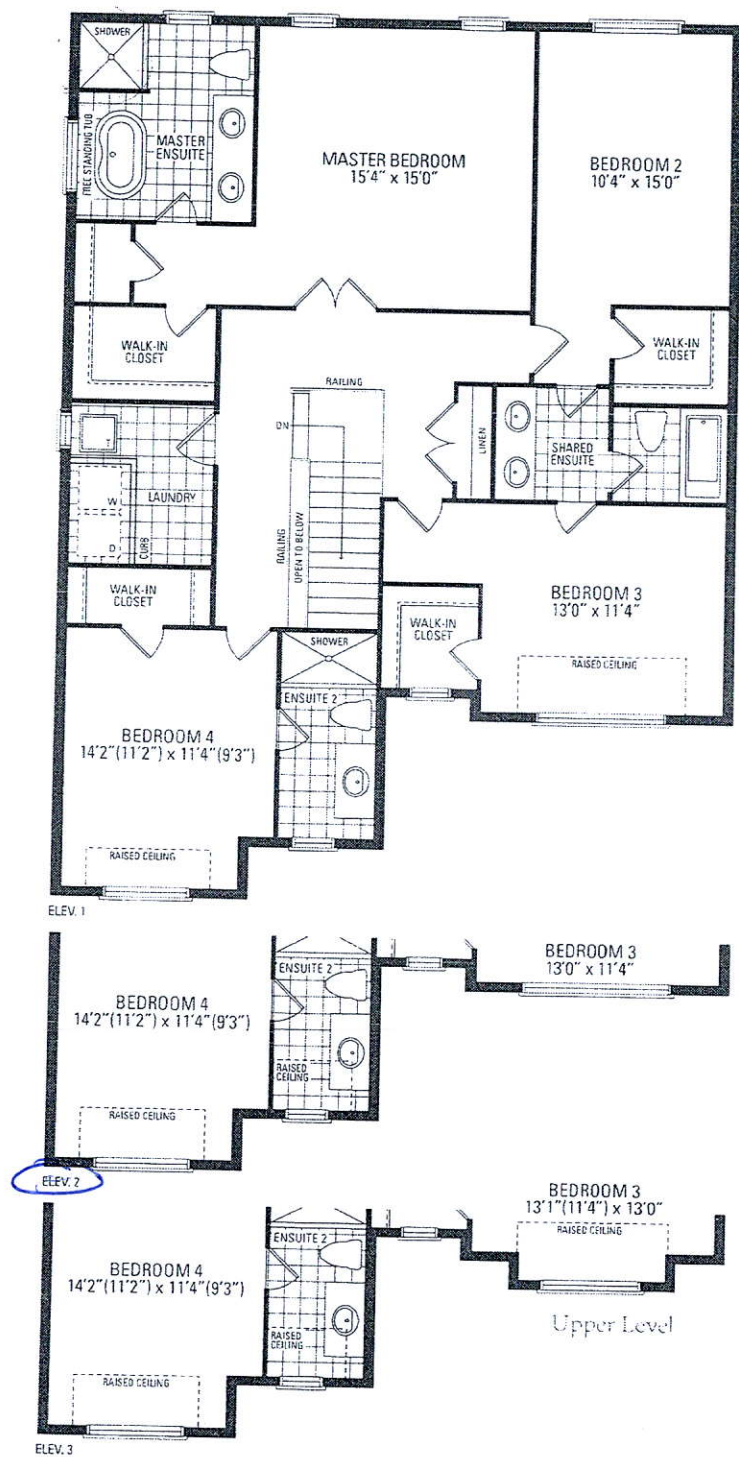 SHOWER
FREE STANDING TUB
MASTER
ENSUITE
MASTER BEDROOM
15'4" x 15'0"
BEDROOM 2
10'4" x 15'0"
WALK-IN
CLOSET
WALK-IN
CLOSET
RAILING
DN
LINEN
SHARED
ENSUITE
W
LAUNDRY
D
CURB
RAILING
OPEN TO BELOW
WALK-IN
CLOSET
BEDROOM 3
13'0" x 11'4"
WALK-IN
CLOSET
RAISED CEILING
SHOWER
ENSUITE 2
BEDROOM 4
14'2"(11'2") x 11'4"(9'3")
RAISED CEILING
ELEV. 1
BEDROOM 3
13'0" x 11'4"
ENSUITE 2
BEDROOM 4
14'2"(11'2") x 11'4"(9'3")
RAISED
CEILING
RAISED CEILING
ELEV. 2
BEDROOM 3
13'1"(11'4") x 13'0"
RAISED CEILING
ENSUITE 2
BEDROOM 4
14'2"(11'2") x 11'4"(9'3")
Upper Level
RAISED
CEILING
RAISED CEILING
ELEV. 3